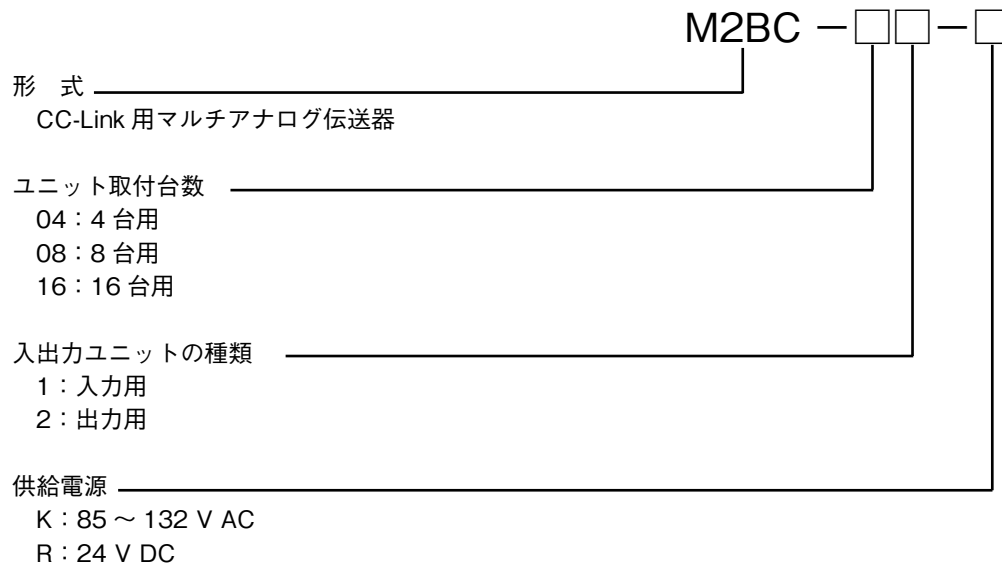 M2BC － □□－□
形　式
CC-Link 用マルチアナログ伝送器
ユニット取付台数
04：4 台用
08：8 台用
16：16 台用
入出力ユニットの種類
1：入力用
2：出力用
供給電源
K：85 ～ 132 V AC
R：24 V DC